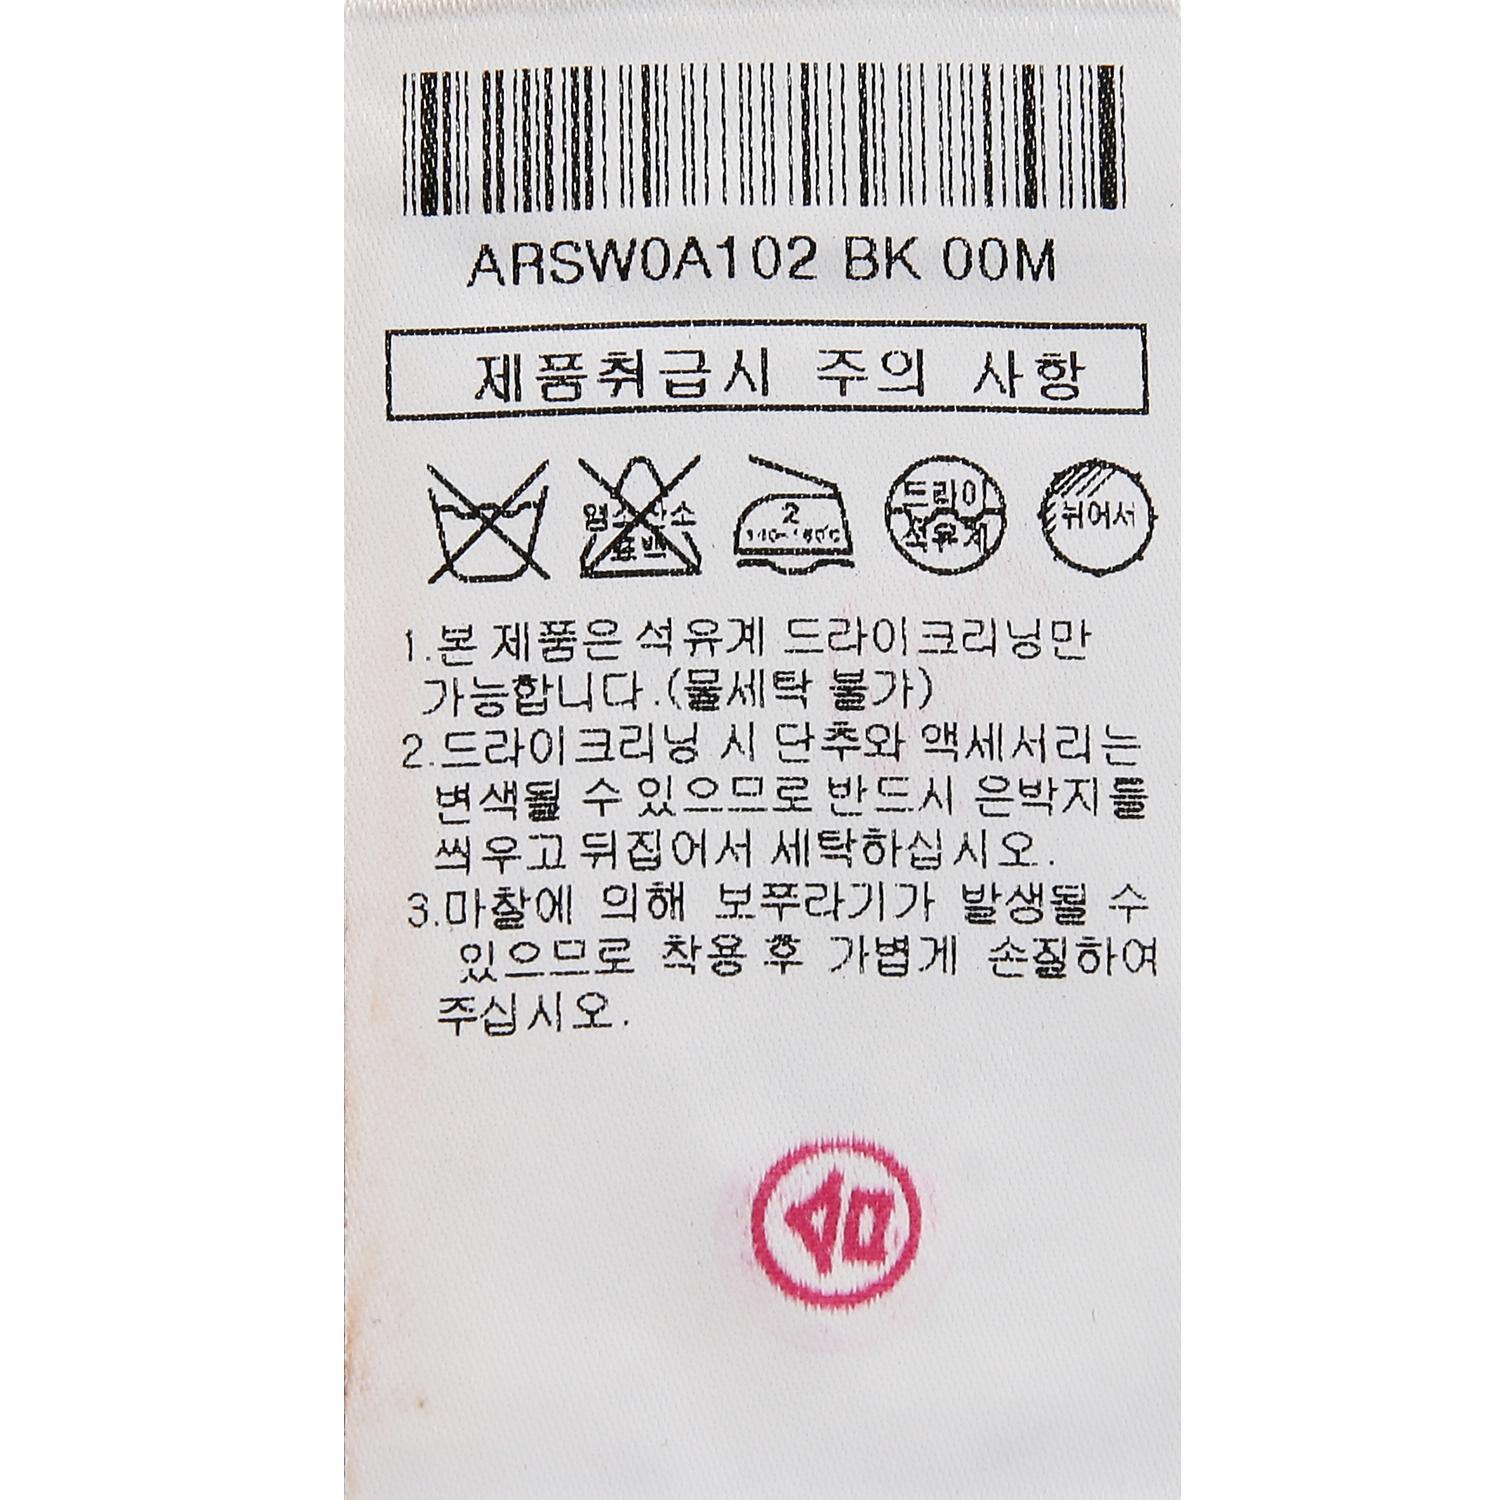 ARSW0A102 BK 00M
제품취급시 주의 사항
염소산소
표백
2
140~160℃
드라이
석유계
뉘어서
1.본 제품은 석유계 드라이크리닝만
가능합니다.(물세탁 불가)
2.드라이크리닝 시 단추와 액세서리는
변색될 수 있으므로 반드시 은박지를
씌우고 뒤집어서 세탁하십시오.
3.마찰에 의해 보푸라기가 발생될 수
있으므로 착용 후 가볍게 손질하여
주십시오.